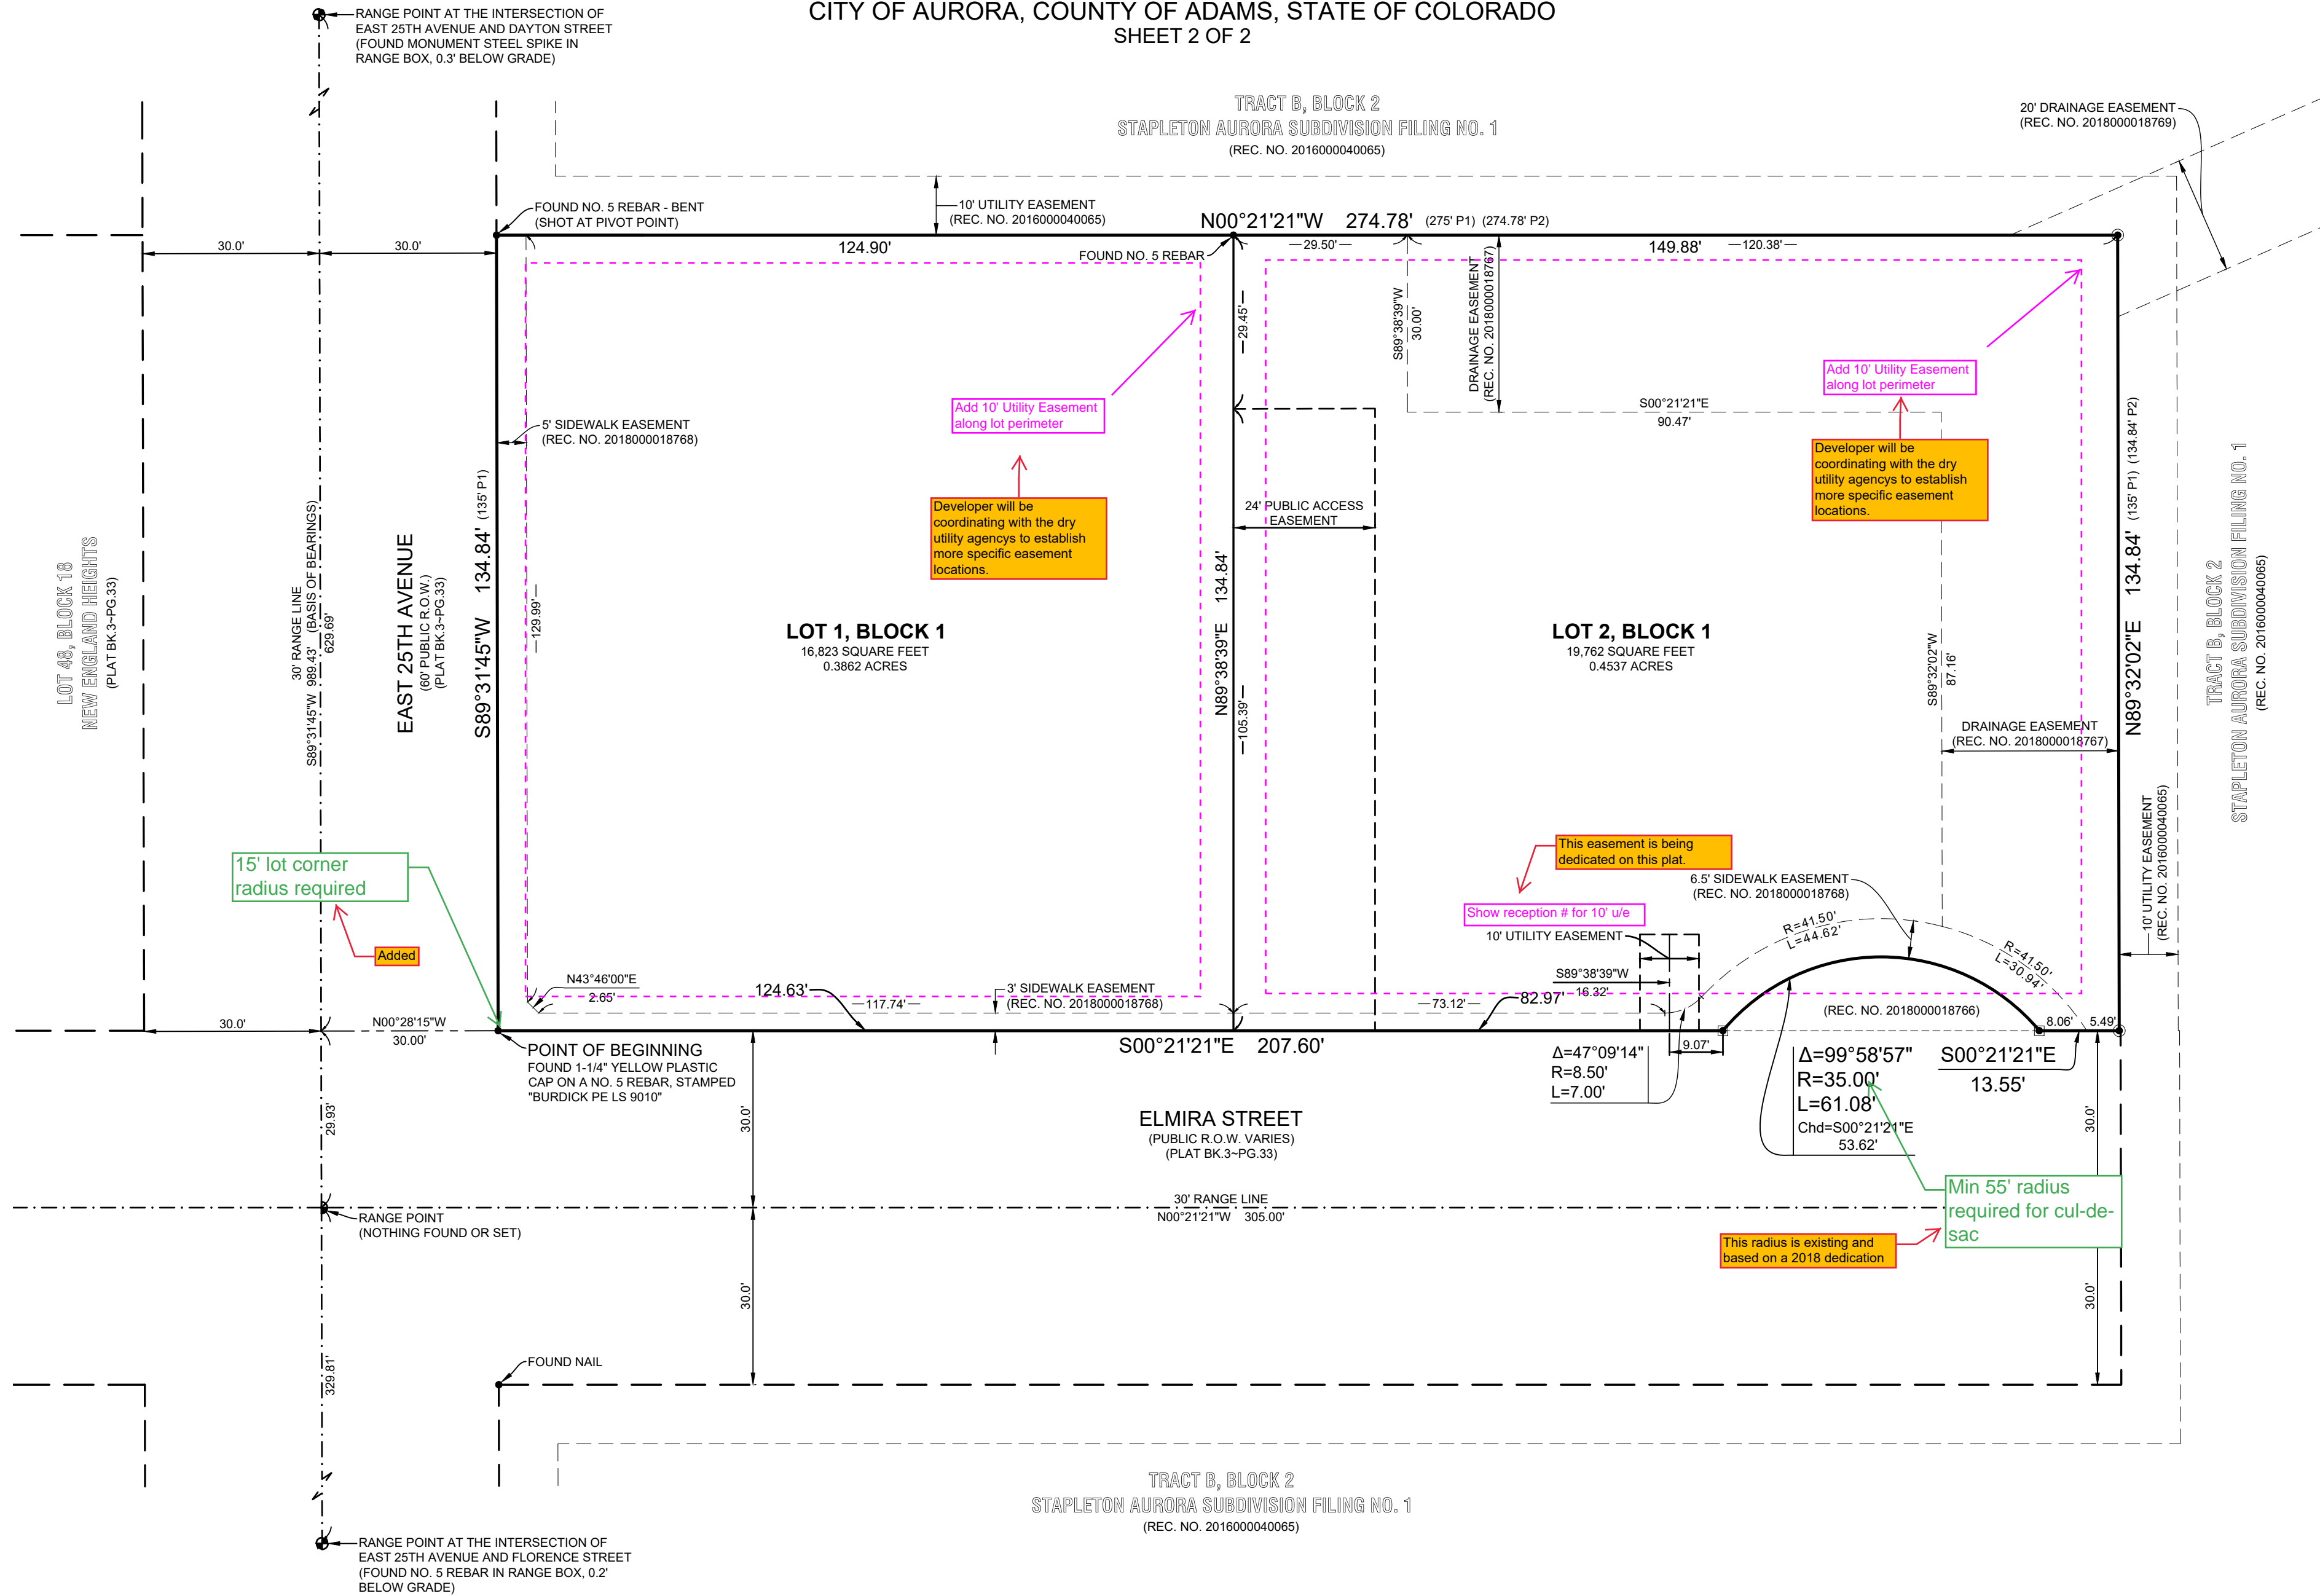 CITY OF AURORA, COUNTY OF ADAMS, STATE OF COLORADO
SHEET 2 OF 2
RANGE POINT AT THE INTERSECTION OF
EAST 25TH AVENUE AND DAYTON STREET
(FOUND MONUMENT STEEL SPIKE IN
RANGE BOX, 0.3' BELOW GRADE)
TRACT B, BLOCK 2
STAPLETON AURORA SUBDIVISION FILING NO. 1
(REC. NO. 2016000040065)
20' DRAINAGE EASEMENT
(REC. NO. 2018000018769)
FOUND NO. 5 REBAR - BENT
(SHOT AT PIVOT POINT)
10' UTILITY EASEMENT
(REC. NO. 2016000040065)
N00°21'21"W 274.78' (275' P1) (274.78' P2)
30.0'
30.0'
124.90'
FOUND NO. 5 REBAR
29.50'
149.88'
120.38'
29.45'
S89°38'39"W
30.00'
DRAINAGE EASEMENT
(REC. NO. 2018000018767)
Add 10' Utility Easement
along lot perimeter
Add 10' Utility Easement
along lot perimeter
S00°21'21"E
90.47'
5' SIDEWALK EASEMENT
(REC. NO. 2018000018768)
Developer will be
coordinating with the dry
utility agencys to establish
more specific easement
locations.
Developer will be
coordinating with the dry
utility agencys to establish
more specific easement
locations.
24' PUBLIC ACCESS
EASEMENT
LOT 48, BLOCK 18
NEW ENGLAND HEIGHTS
(PLAT BK.3~PG.33)
30' RANGE LINE
S89°31'45"W 989.43' (BASIS OF BEARINGS)
629.69'
EAST 25TH AVENUE
(60' PUBLIC R.O.W.)
(PLAT BK.3~PG.33)
S89°31'45"W 134.84' (135' P1)
129.99'
LOT 1, BLOCK 1
16,823 SQUARE FEET
0.3862 ACRES
N89°38'39"E 134.84'
105.39'
LOT 2, BLOCK 1
19,762 SQUARE FEET
0.4537 ACRES
S89°32'02"W
87.16'
DRAINAGE EASEMENT
(REC. NO. 2018000018767)
N89°32'02"E 134.84' (135' P1) (134.84' P2)
TRACT B, BLOCK 2
STAPLETON AURORA SUBDIVISION FILING NO. 1
(REC. NO. 2016000040065)
10' UTILITY EASEMENT
(REC. NO. 2016000040065)
15' lot corner
radius required
Added
This easement is being
dedicated on this plat.
Show reception # for 10' u/e
6.5' SIDEWALK EASEMENT
(REC. NO. 2018000018768)
10' UTILITY EASEMENT
R=41.50'
L=44.62'
R=41.50'
L=30.94'
S89°38'39"W
16.32'
N43°46'00"E
2.65'
124.63'
117.74'
3' SIDEWALK EASEMENT
(REC. NO. 2018000018768)
73.12'
82.97'
(REC. NO. 2018000018766)
8.06'
5.49'
30.0'
N00°28'15"W
30.00'
POINT OF BEGINNING
FOUND 1-1/4" YELLOW PLASTIC
CAP ON A NO. 5 REBAR, STAMPED
"BURDICK PE LS 9010"
S00°21'21"E 207.60'
9.07'
Δ=47°09'14"
R=8.50'
L=7.00'
Δ=99°58'57"
R=35.00'
L=61.08'
Chd=S00°21'21"E
53.62'
S00°21'21"E
13.55'
29.93'
30.0'
ELMIRA STREET
(PUBLIC R.O.W. VARIES)
(PLAT BK.3~PG.33)
30.0'
Min 55' radius
required for cul-de-
sac
This radius is existing and
based on a 2018 dedication
30' RANGE LINE
N00°21'21"W 305.00'
RANGE POINT
(NOTHING FOUND OR SET)
30.0'
30.0'
329.81'
FOUND NAIL
TRACT B, BLOCK 2
STAPLETON AURORA SUBDIVISION FILING NO. 1
(REC. NO. 2016000040065)
RANGE POINT AT THE INTERSECTION OF
EAST 25TH AVENUE AND FLORENCE STREET
(FOUND NO. 5 REBAR IN RANGE BOX, 0.2'
BELOW GRADE)